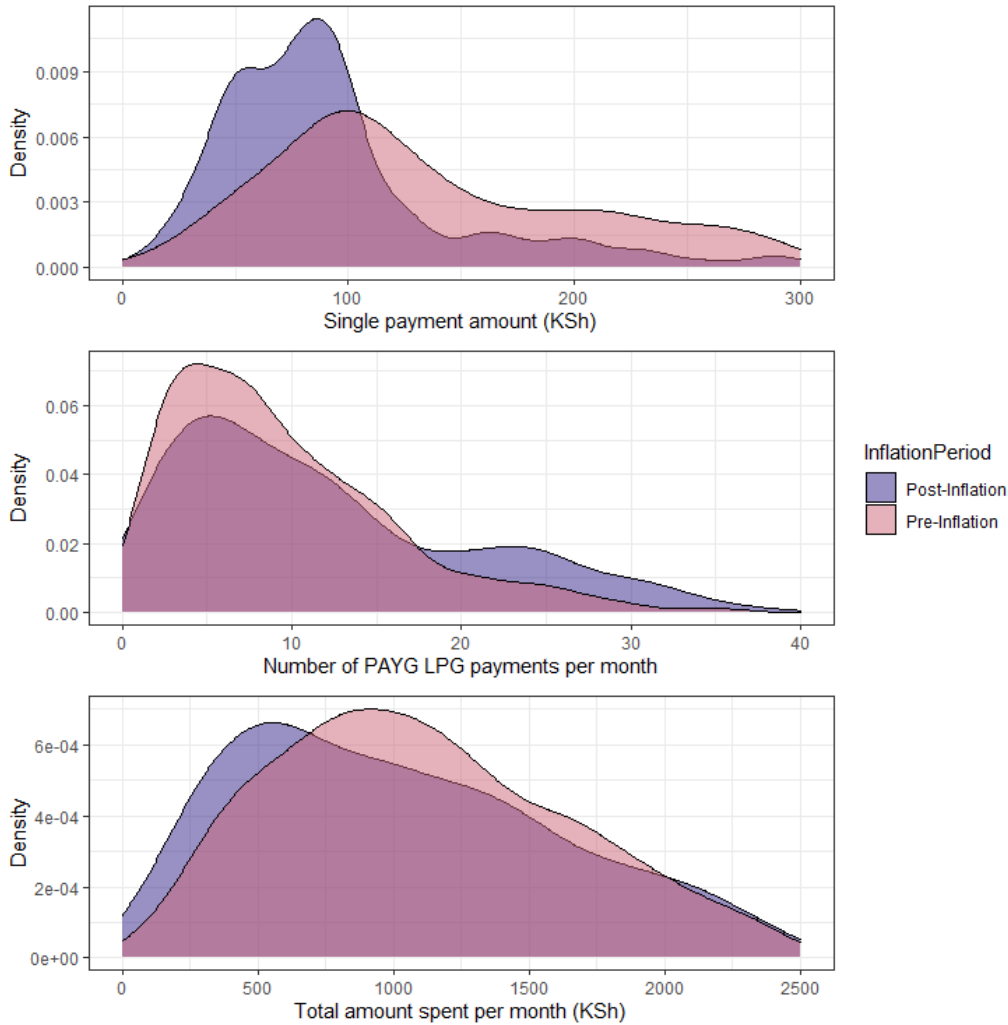 Density
0.009
0.006
0.003
0.000
0 100 200 300
Single payment amount (KSh)
Density
0.06
0.04
0.02
0.00
0 10 20 30 40
Number of PAYG LPG payments per month
InflationPeriod
Post-Inflation
Pre-Inflation
Density
6e-04
4e-04
2e-04
0e+00
0 500 1000 1500 2000 2500
Total amount spent per month (KSh)